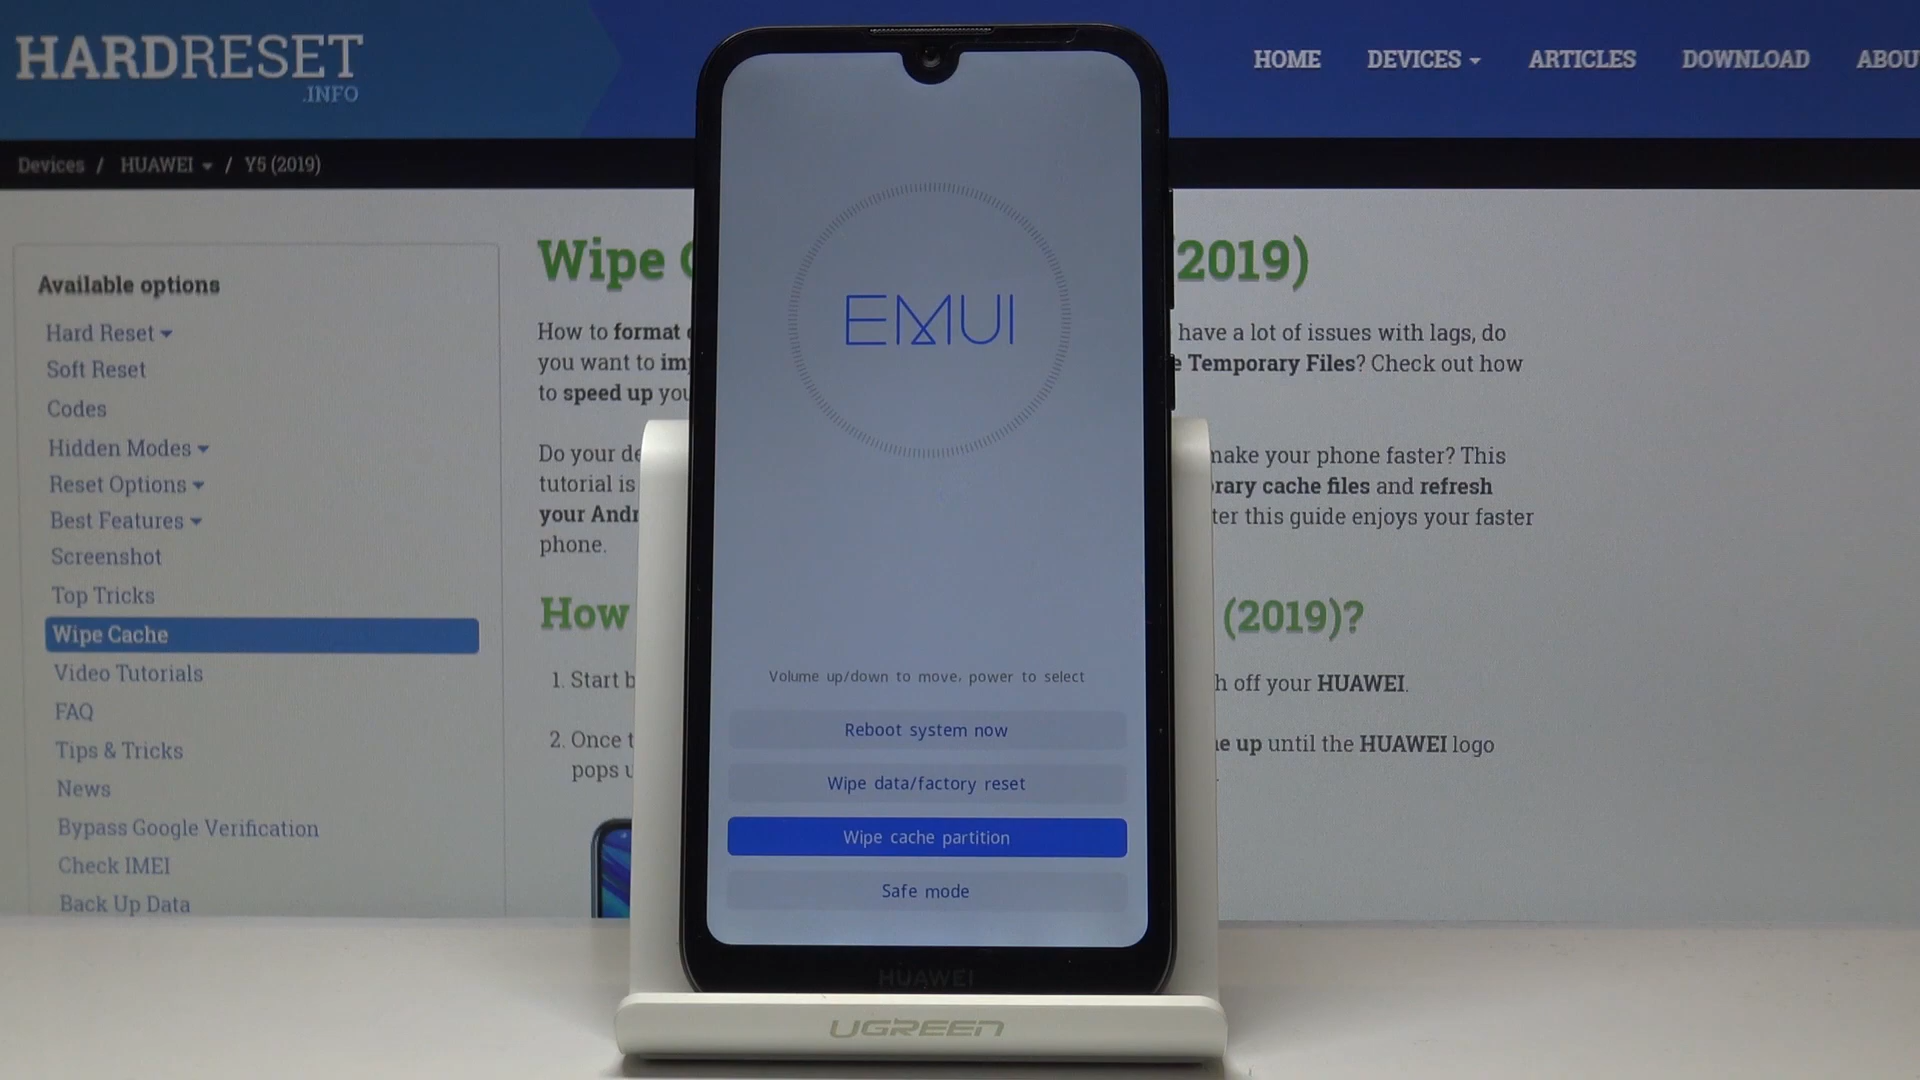 HARDRESET
.INFO
HOME DEVICES ARTICLES DOWNLOAD
Devices / HUAWEI / Y5 (2019)
Available options
Hard Reset
Soft Reset
Codes
Hidden Modes
Reset Options
Best Features
Screenshot
Top Tricks
Wipe Cache
Video Tutorials
FAQ
Tips & Tricks
News
Bypass Google Verification
Check IMEI
Back Up Data
Wipe 2019)
How to format have a lot of issues with lags, do
you want to Temporary Files? Check out how
to speed up
Do your make your phone faster? This
tutorial is cache files and refresh
your this guide enjoys your faster
phone.
How (2019)?
1. Start off your HUAWEI.
2. Once up until the HUAWEI logo
pops
EMUI
Volume up/down to move, power to select
Reboot system now
Wipe data/factory reset
Wipe cache partition
Safe mode
HUAWEI
UGREEN